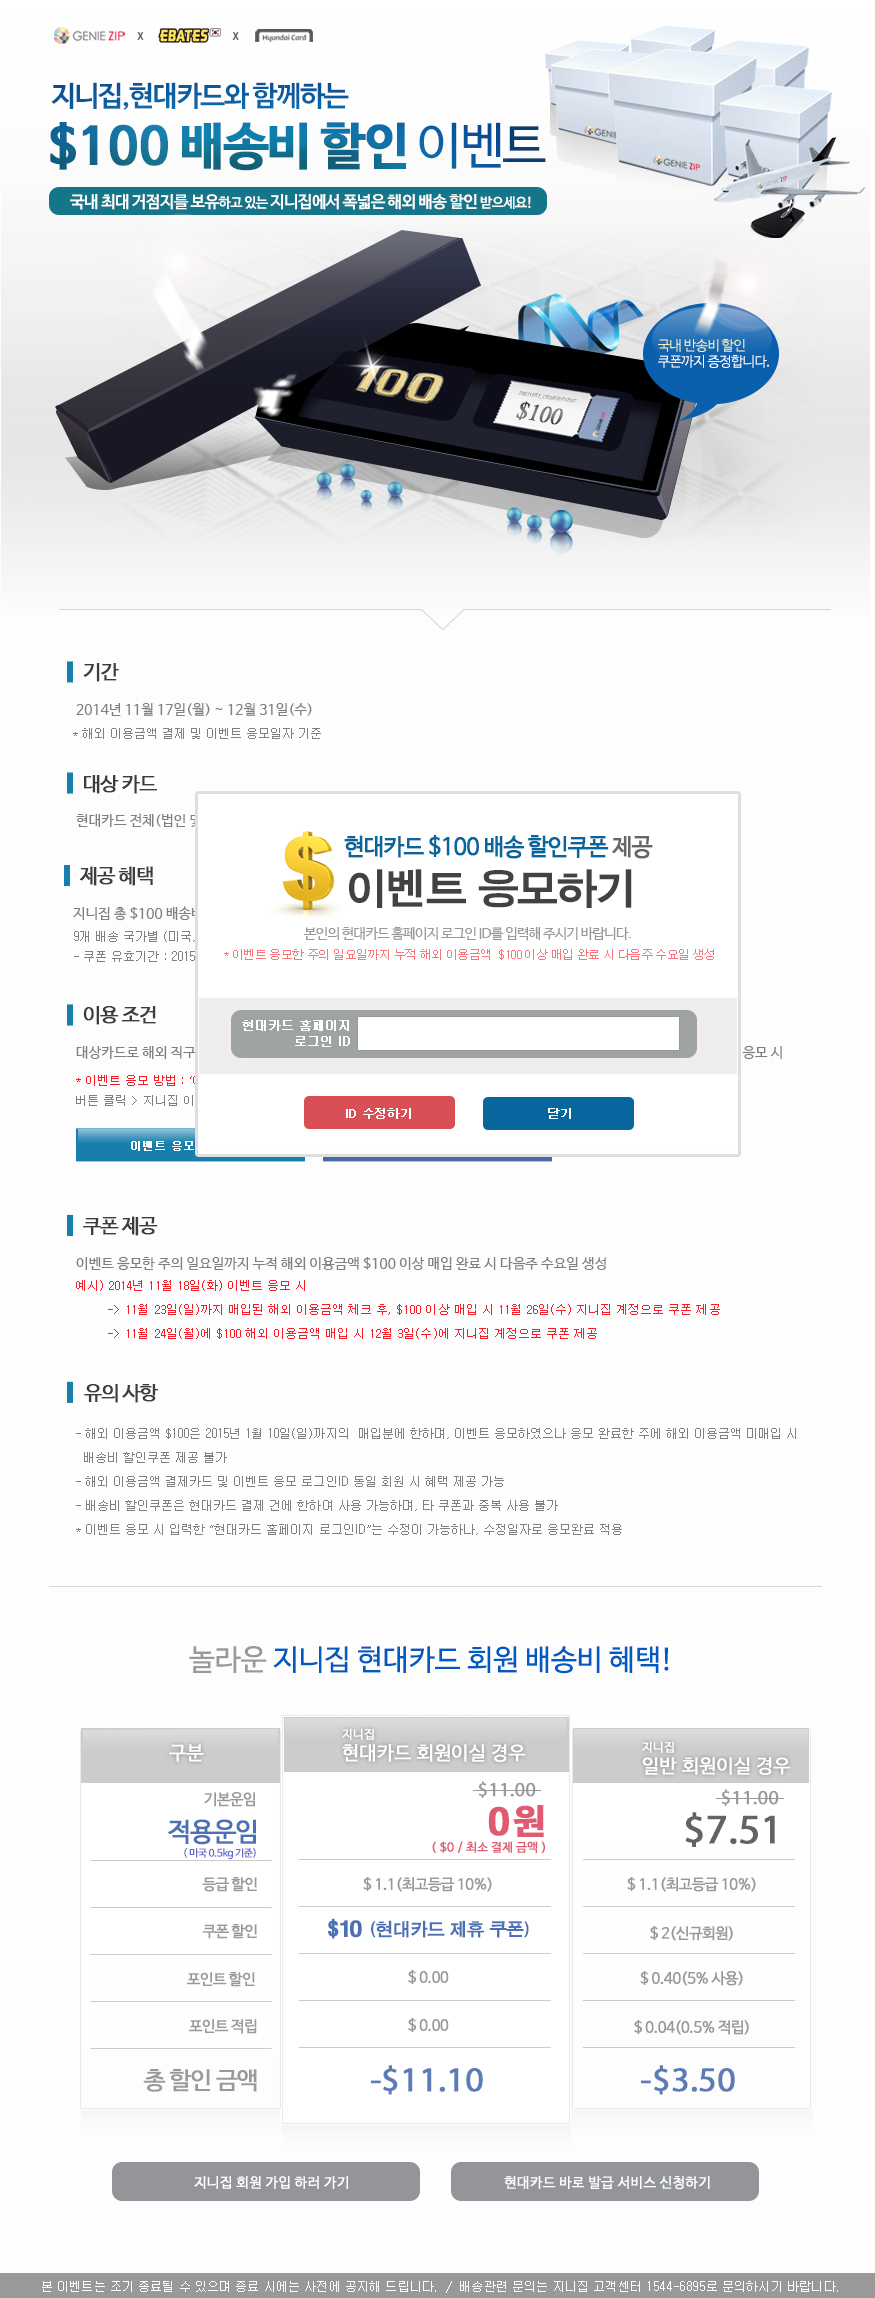 GENIE ZIP x EBATES x Hyundai Card
지니집,현대카드와 함께하는
$100 배송비 할인 이벤트
국내 최대 거점지를 보유하고 있는 지니집에서 폭넓은 해외 배송 할인 받으세요!
GENIE
GENIE ZIP
국내 반송비 할인
쿠폰까지 증정합니다.
100
$100
기간
2014년 11월 17일(월) ~ 12월 31일(수)
* 해외 이용금액 결제 및 이벤트 응모일자 기준
대상 카드
현대카드 전체(법인 및
제공 혜택
지니집 총 $100 배송비
9개 배송 국가별 (미국,
- 쿠폰 유효기간 : 2015
현대카드 $100 배송 할인쿠폰 제공
이벤트 응모하기
본인의 현대카드 홈페이지 로그인 ID를 입력해 주시기 바랍니다.
* 이벤트 응모한 주의 일요일까지 누적 해외 이용금액 $100 이상 매입 완료 시 다음주 수요일 생성
현대카드 홈페이지
로그인 ID
ID 수정하기
닫기
이용 조건
대상카드로 해외 직구
응모 시
* 이벤트 응모 방법 :
버튼 클릭 > 지니집 이
이벤트 응모
쿠폰 제공
이벤트 응모한 주의 일요일까지 누적 해외 이용금액 $100 이상 매입 완료 시 다음주 수요일 생성
예시) 2014년 11월 18일(화) 이벤트 응모 시
-> 11월 23일(일)까지 매입된 해외 이용금액 체크 후, $100 이상 매입 시 11월 26일(수) 지니집 계정으로 쿠폰 제공
-> 11월 24일(월)에 $100 해외 이용금액 매입 시 12월 3일(수)에 지니집 계정으로 쿠폰 제공
유의 사항
- 해외 이용금액 $100은 2015년 1월 10일(일)까지의 매입분에 한하며, 이벤트 응모하였으나 응모 완료한 주에 해외 이용금액 미매입 시
배송비 할인쿠폰 제공 불가
- 해외 이용금액 결제카드 및 이벤트 응모 로그인ID 동일 회원 시 혜택 제공 가능
- 배송비 할인쿠폰은 현대카드 결제 건에 한하여 사용 가능하며, 타 쿠폰과 중복 사용 불가
* 이벤트 응모 시 입력한 "현대카드 홈페이지 로그인ID"는 수정이 가능하나, 수정일자로 응모완료 적용
놀라운 지니집 현대카드 회원 배송비 혜택!
구분
지니집
현대카드 회원이실 경우
지니집
일반 회원이실 경우
기본운임
$11.00
$11.00
적용운임
0원
$7.51
( 미국 0.5kg 기준)
( $0 / 최소 결제 금액 )
등급 할인
$ 1.1(최고등급 10%)
$ 1.1(최고등급 10%)
쿠폰 할인
$10 (현대카드 제휴 쿠폰)
$ 2(신규회원)
포인트 할인
$ 0.00
$ 0.40(5% 사용)
포인트 적립
$ 0.00
$ 0.04(0.5% 적립)
총 할인 금액
-$11.10
-$3.50
지니집 회원 가입 하러 가기
현대카드 바로 발급 서비스 신청하기
본 이벤트는 조기 종료될 수 있으며 종료 시에는 사전에 공지해 드립니다. / 배송관련 문의는 지니집 고객센터 1544-6895로 문의하시기 바랍니다.